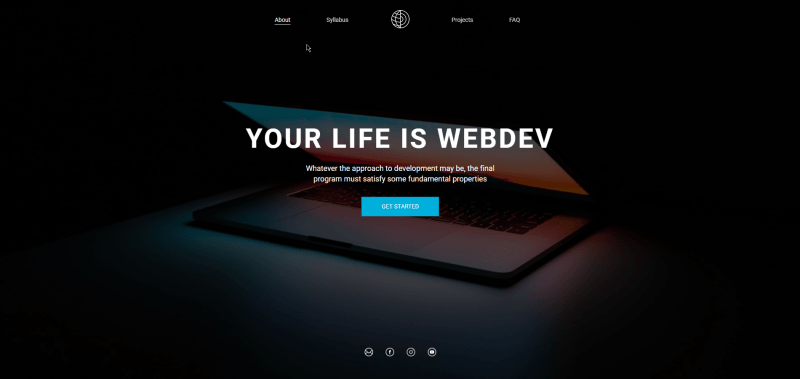 About
Syllabus
Projects
FAQ
YOUR LIFE IS WEBDEV
Whatever the approach to development may be, the final
program must satisfy some fundamental properties
GET STARTED